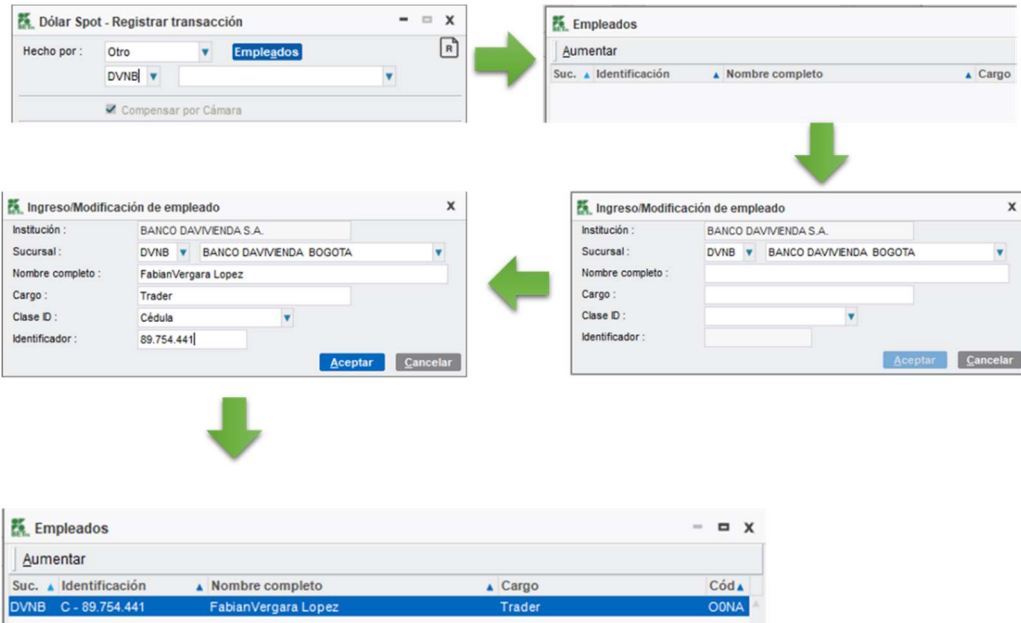 Dólar Spot - Registrar transacción
Hecho por : Otro Empleados R
DVNB
Compensar por Cámara
Empleados
Aumentar
Suc. Identificación Nombre completo Cargo
Ingreso/Modificación de empleado X
Institución : BANCO DAVIVIENDA S.A.
Sucursal : DVNB BANCO DAVIVIENDA BOGOTA
Nombre completo : FabianVergara Lopez
Cargo : Trader
Clase ID : Cédula
Identificador : 89.754.441
Aceptar Cancelar
Ingreso/Modificación de empleado X
Institución : BANCO DAVIVIENDA S.A.
Sucursal : DVNB BANCO DAVIVIENDA BOGOTA
Nombre completo :
Cargo :
Clase ID :
Identificador :
Aceptar Cancelar
Empleados
Aumentar
Suc. Identificación Nombre completo Cargo Cód
DVNB C - 89.754.441 FabianVergara Lopez Trader O0NA